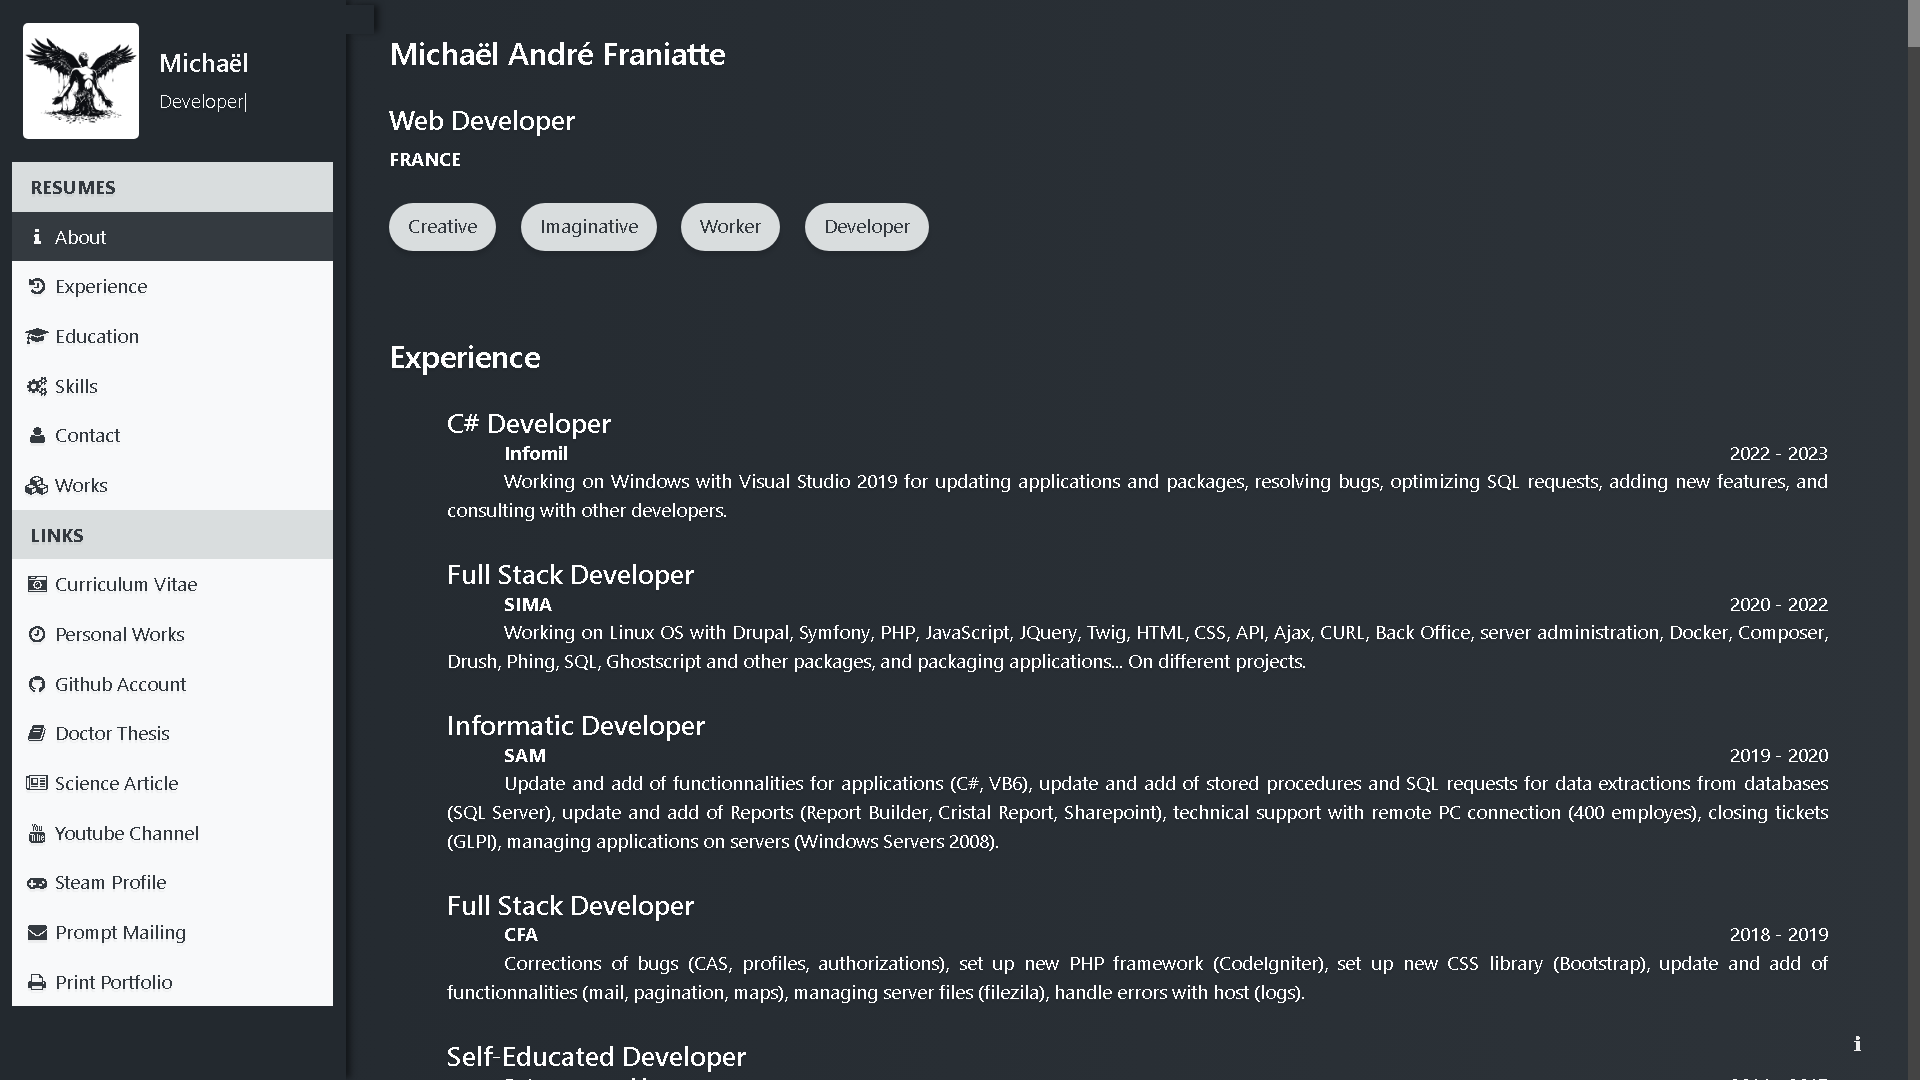 Michaël
Developer|
RESUMES
About
Experience
Education
Skills
Contact
Works
LINKS
Curriculum Vitae
Personal Works
Github Account
Doctor Thesis
Science Article
Youtube Channel
Steam Profile
Prompt Mailing
Print Portfolio
Michaël André Franiatte
Web Developer
FRANCE
Creative Imaginative Worker Developer
Experience
C# Developer
Infomil 2022 - 2023
Working on Windows with Visual Studio 2019 for updating applications and packages, resolving bugs, optimizing SQL requests, adding new features, and
consulting with other developers.
Full Stack Developer
SIMA 2020 - 2022
Working on Linux OS with Drupal, Symfony, PHP, JavaScript, JQuery, Twig, HTML, CSS, API, Ajax, CURL, Back Office, server administration, Docker, Composer,
Drush, Phing, SQL, Ghostscript and other packages, and packaging applications... On different projects.
Informatic Developer
SAM 2019 - 2020
Update and add of functionnalities for applications (C#, VB6), update and add of stored procedures and SQL requests for data extractions from databases
(SQL Server), update and add of Reports (Report Builder, Cristal Report, Sharepoint), technical support with remote PC connection (400 employes), closing tickets
(GLPI), managing applications on servers (Windows Servers 2008).
Full Stack Developer
CFA 2018 - 2019
Corrections of bugs (CAS, profiles, authorizations), set up new PHP framework (CodeIgniter), set up new CSS library (Bootstrap), update and add of
functionnalities (mail, pagination, maps), managing server files (filezila), handle errors with host (logs).
Self-Educated Developer